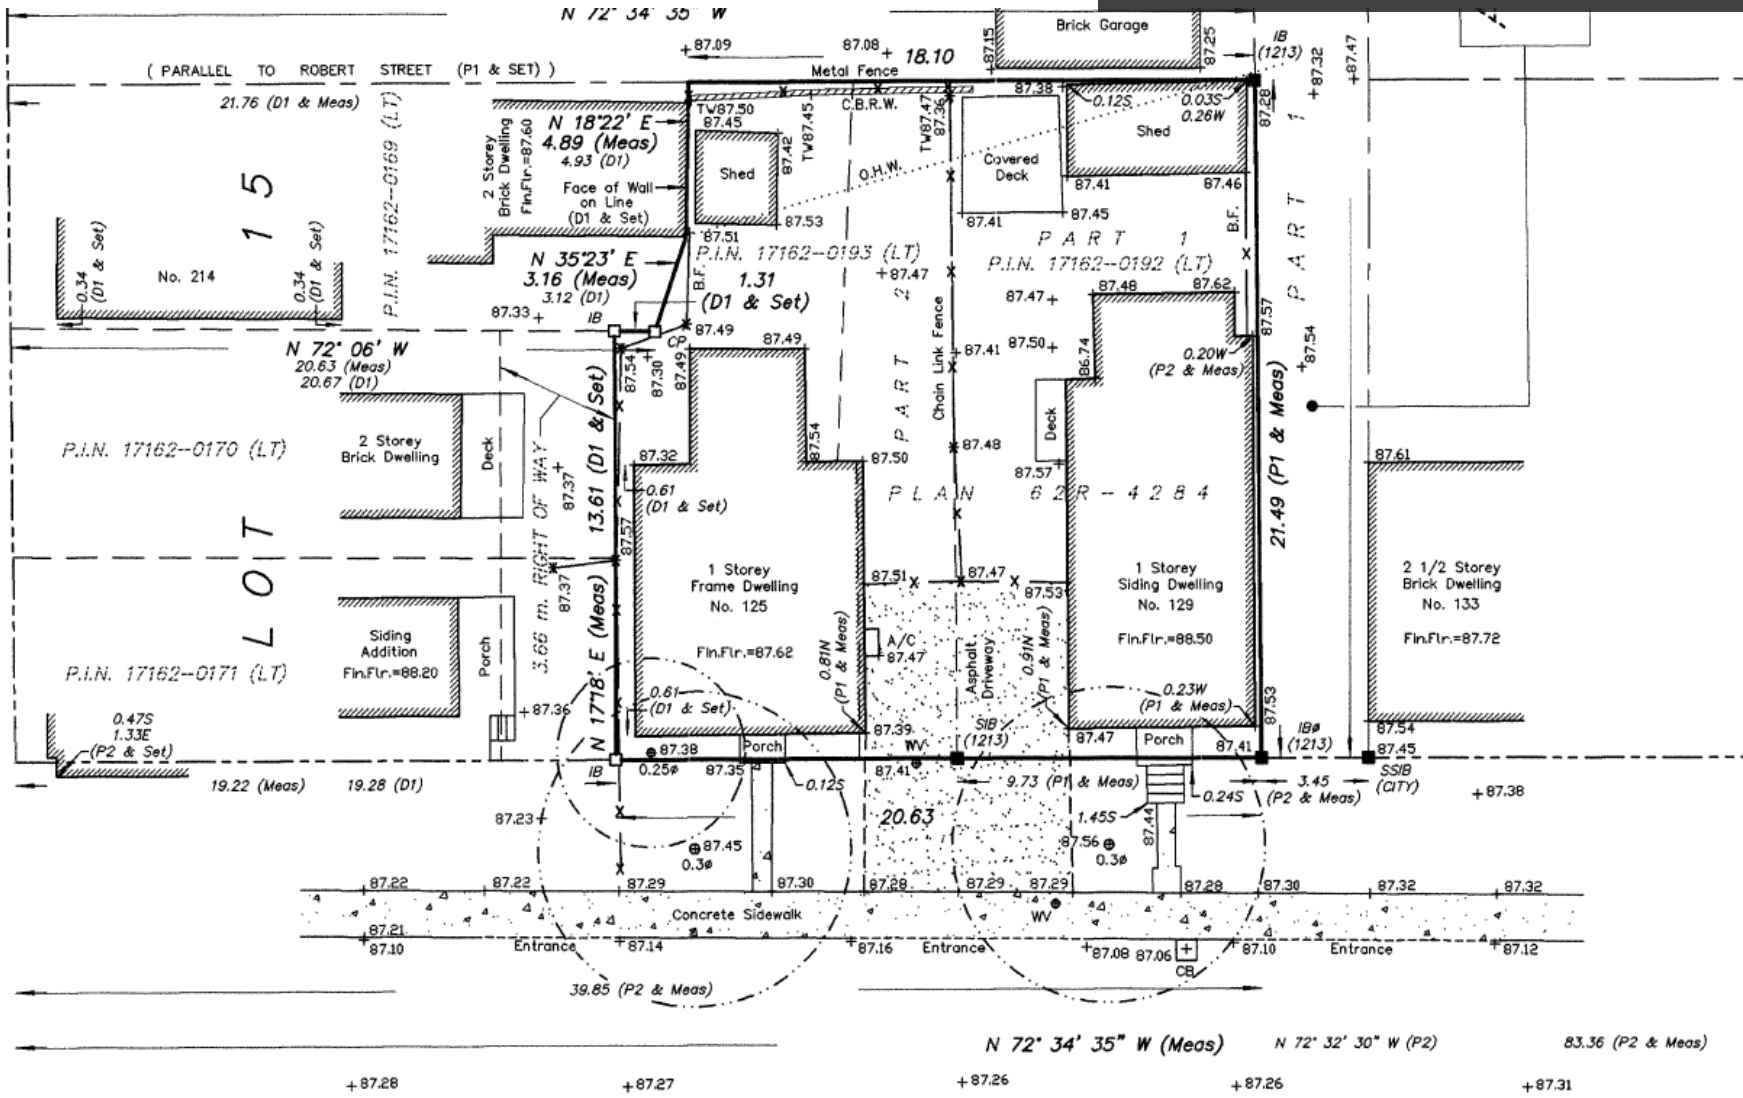 N 72° 34' 35" W
Brick Garage
87.15
87.25
IB
(1213)
87.32
87.47
( PARALLEL TO ROBERT STREET (P1 & SET) )
87.09
87.08
18.10
Metal Fence
21.76 (D1 & Meas)
P.I.N. 17162-0169 (LT)
2 Storey
Brick Dwelling
Fin.Flr.=87.60
N 18°22' E
4.89 (Meas)
4.93 (D1)
Face of Wall
on Line
(D1 & Set)
TW87.50
87.45
87.42
TW87.45
C.B.R.W.
TW87.47
87.36
87.38
0.12S
0.03S
0.26W
87.28
Shed
Shed
Covered
Deck
O.H.W.
87.53
87.51
87.41
87.45
87.41
87.46
B.F.
PART 1
P.I.N. 17162-0193 (LT)
P.I.N. 17162-0192 (LT)
PART 1
LOT 15
No. 214
0.34
(D1 & Set)
0.34
(D1 & Set)
N 35°23' E
3.16 (Meas)
3.12 (D1)
B.F.
1.31
(D1 & Set)
87.47
87.47
87.48
87.62
87.57
87.54
87.33
IB
87.49
CP
87.49
87.49
87.54
87.30
PART 2
Chain Link Fence
87.41
87.50
86.74
0.20W
(P2 & Meas)
N 72° 06' W
20.63 (Meas)
20.67 (D1)
21.49 (P1 & Meas)
P.I.N. 17162-0170 (LT)
2 Storey
Brick Dwelling
Deck
3.66 m. RIGHT OF WAY
87.37
N 17°18' E (Meas) 13.61 (D1 & Set)
87.32
0.61
(D1 & Set)
87.57
87.54
87.50
87.48
Deck
87.57
87.61
PLAN 62R-4284
87.37
1 Storey
Frame Dwelling
No. 125
Fin.Flr.=87.62
87.51
87.47
87.53
1 Storey
Siding Dwelling
No. 129
Fin.Flr.=88.50
2 1/2 Storey
Brick Dwelling
No. 133
Fin.Flr.=87.72
Siding
Addition
Fin.Flr.=88.20
Porch
P.I.N. 17162-0171 (LT)
0.81N
(P1 & Meas)
A/C
87.47
Asphalt
Driveway
0.91N
(P1 & Meas)
0.61
(D1 & Set)
0.23W
(P1 & Meas)
87.53
0.47S
1.33E
(P2 & Set)
87.36
87.39
WV
SIB
(1213)
87.47
Porch
87.41
IBø
(1213)
87.54
87.45
SSIB
(CITY)
IB
87.38
0.25ø
87.35
Porch
0.12S
87.41
9.73 (P1 & Meas)
0.24S
3.45
(P2 & Meas)
87.38
19.22 (Meas)
19.28 (D1)
87.23
20.63
1.45S
87.44
87.45
0.3ø
87.56
0.3ø
87.22
87.22
87.29
87.30
87.28
87.29
87.29
87.28
87.30
87.32
87.32
Concrete Sidewalk
WV
87.21
87.10
Entrance
87.14
87.16
Entrance
87.08
87.06
CB
87.10
Entrance
87.12
39.85 (P2 & Meas)
N 72° 34' 35" W (Meas)
N 72° 32' 30" W (P2)
83.36 (P2 & Meas)
87.28
87.27
87.26
87.26
87.31